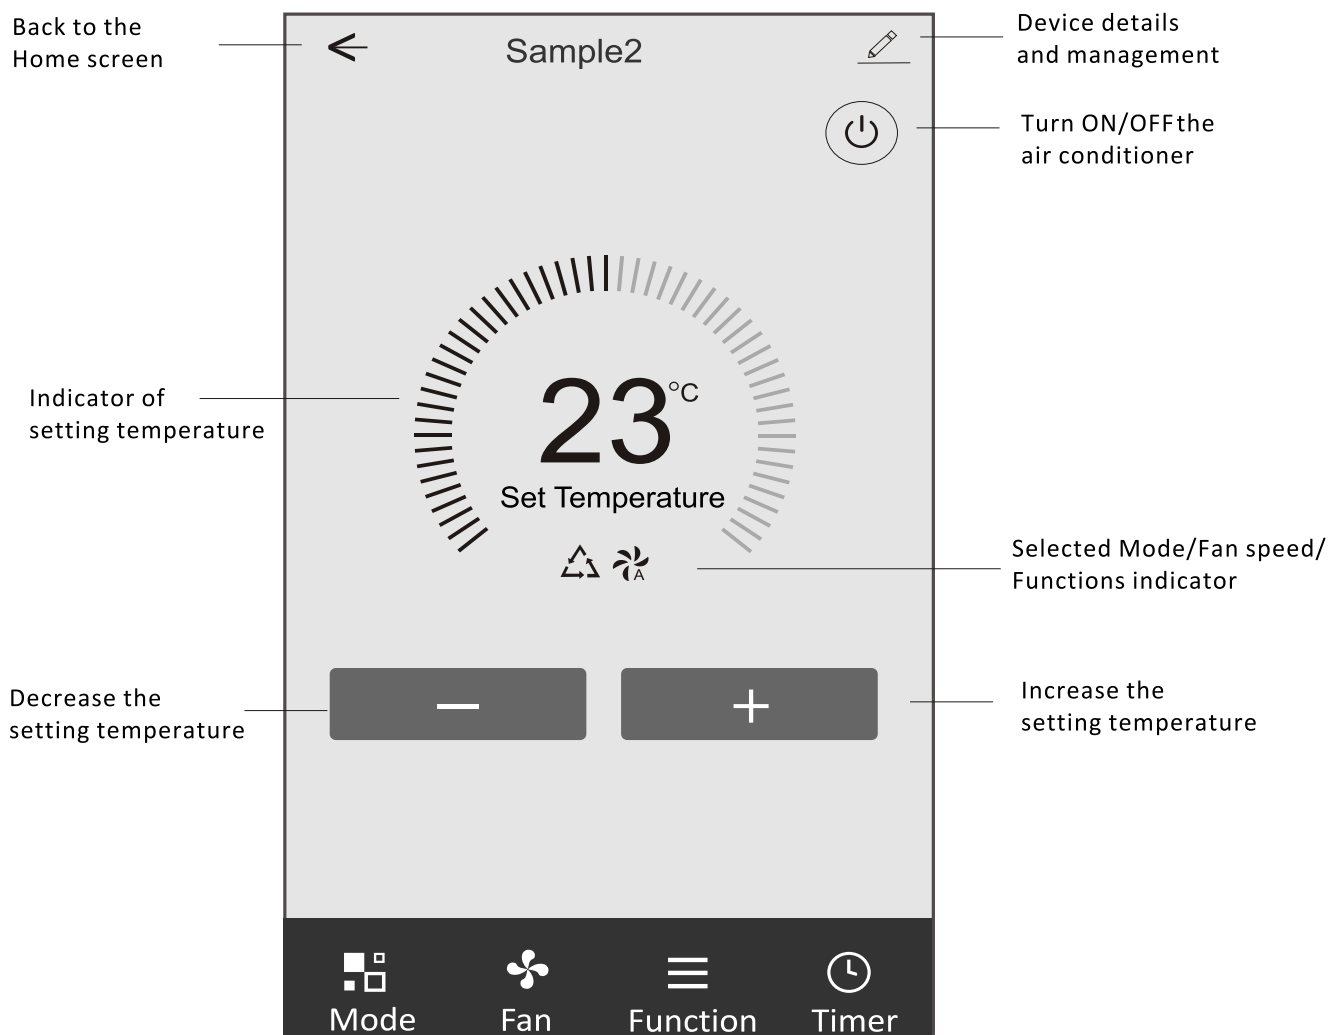 Back to the
Home screen
Sample2
Device details
and management
Turn ON/OFF the
air conditioner
Indicator of
setting temperature
23°C
Set Temperature
A
Selected Mode/Fan speed/
Functions indicator
Decrease the
setting temperature
Increase the
setting temperature
Mode
Fan
Function
Timer